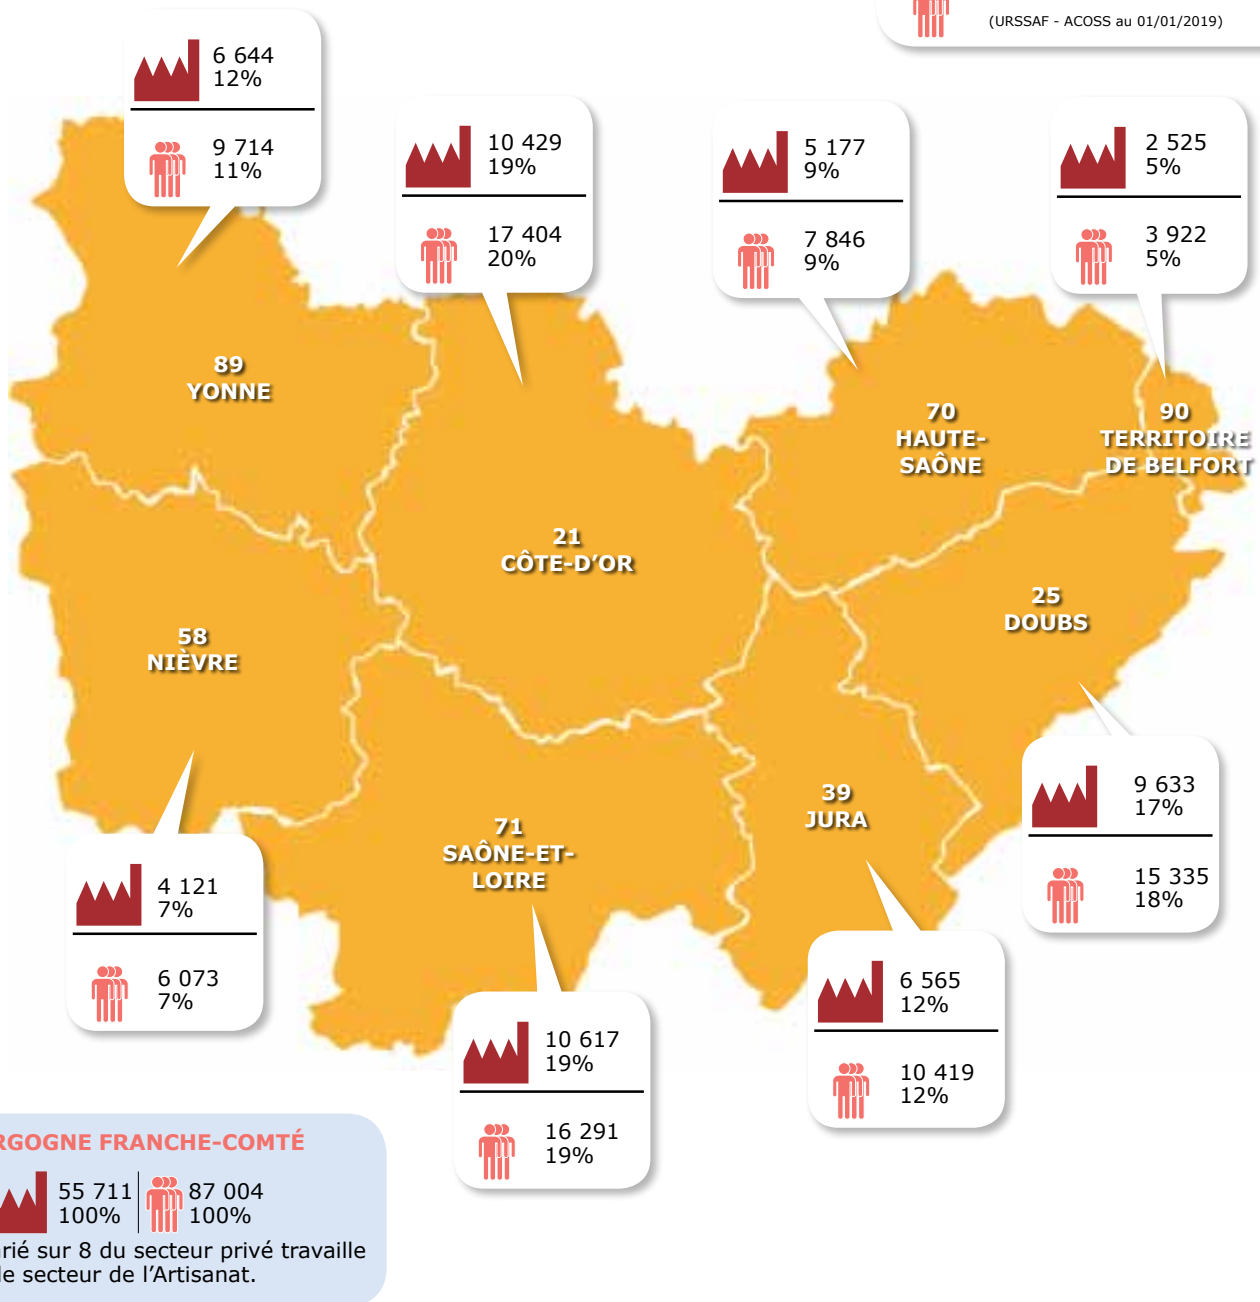 (URSSAF - ACOSS au 01/01/2019)
6 644
12%
9 714
11%
10 429
19%
17 404
20%
5 177
9%
7 846
9%
2 525
5%
3 922
5%
89
YONNE
70
HAUTE-
SAÔNE
90
TERRITOIRE
DE BELFORT
21
CÔTE-D’OR
25
DOUBS
58
NIÈVRE
39
JURA
71
SAÔNE-ET-
LOIRE
9 633
17%
15 335
18%
4 121
7%
6 073
7%
6 565
12%
10 419
12%
10 617
19%
16 291
19%
RGOGNE FRANCHE-COMTÉ
55 711
100%
87 004
100%
arié sur 8 du secteur privé travaille
le secteur de l’Artisanat.